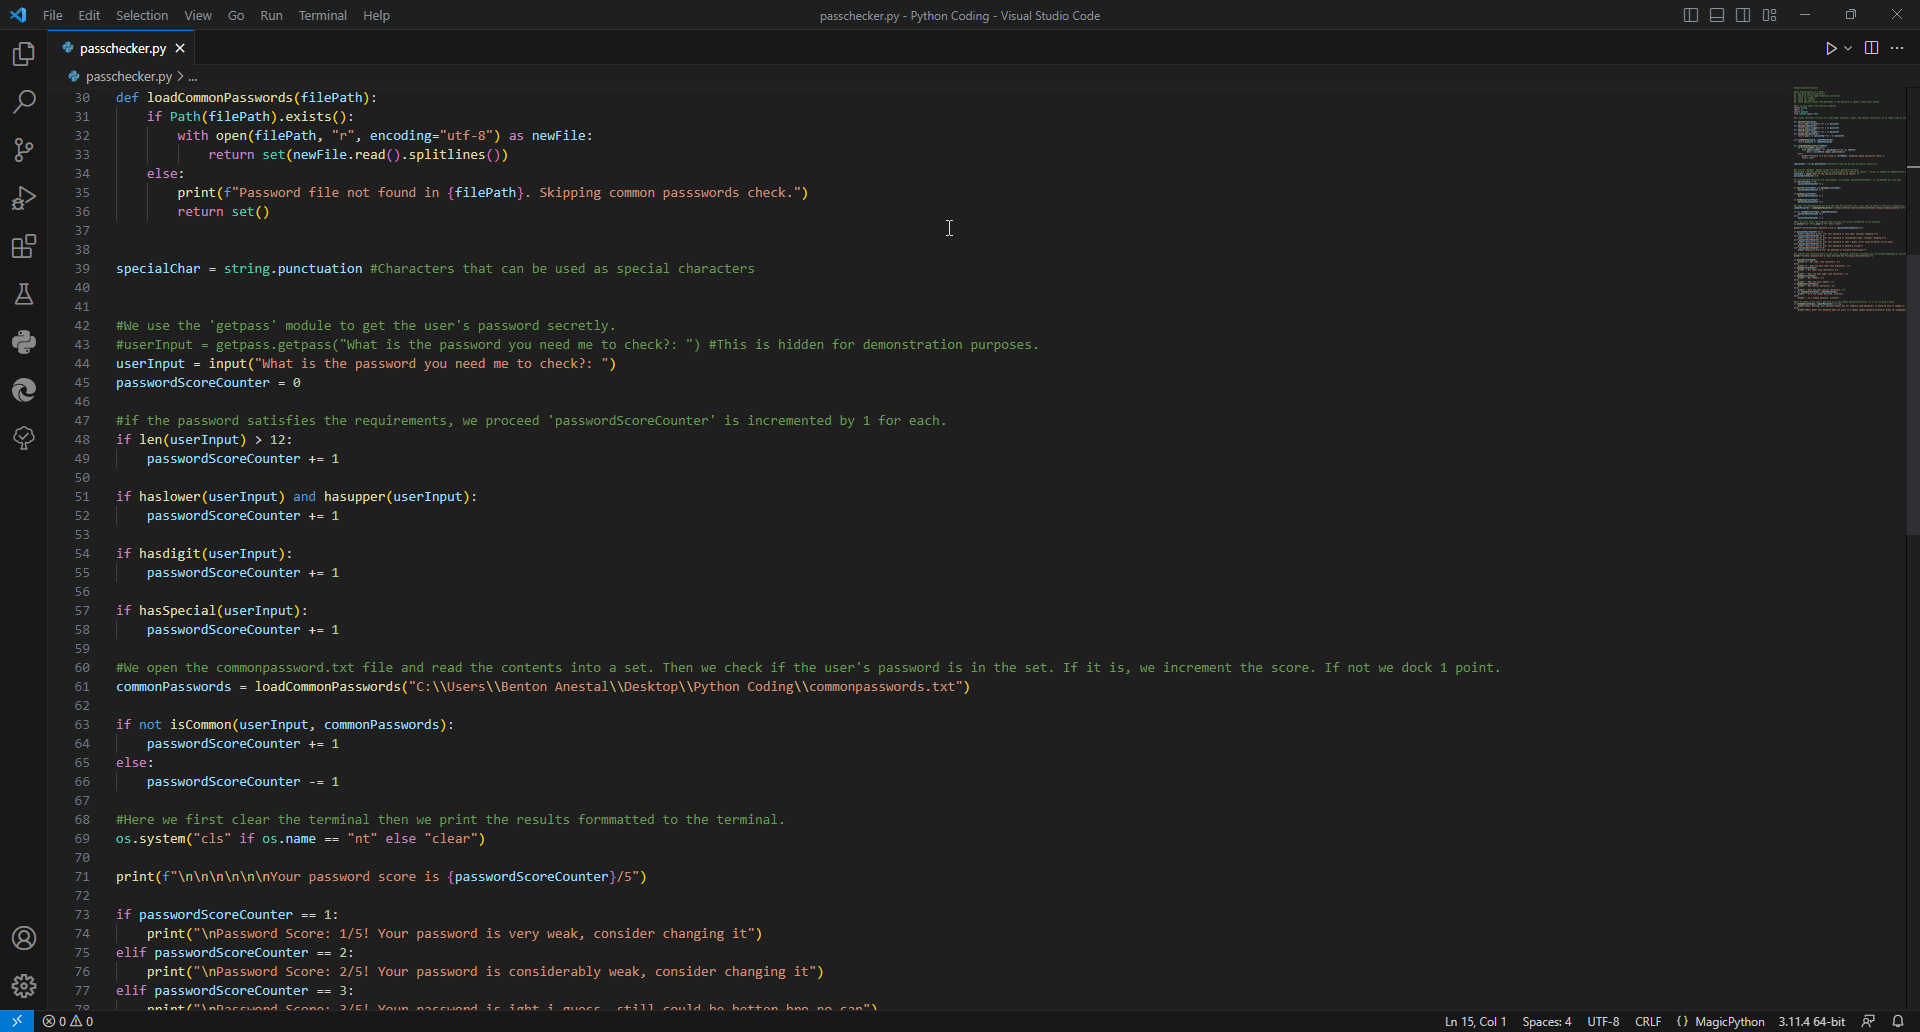 File Edit Selection View Go Run Terminal Help
passchecker.py - Python Coding - Visual Studio Code
passchecker.py
passchecker.py > ...
30 def loadCommonPasswords(filePath):
31 if Path(filePath).exists():
32 with open(filePath, "r", encoding="utf-8") as newFile:
33 return set(newFile.read().splitlines())
34 else:
35 print(f"Password file not found in {filePath}. Skipping common passswords check.")
36 return set()
37
38
39 specialChar = string.punctuation #Characters that can be used as special characters
40
41
42 #We use the 'getpass' module to get the user's password secretly.
43 #userInput = getpass.getpass("What is the password you need me to check?: ") #This is hidden for demonstration purposes.
44 userInput = input("What is the password you need me to check?: ")
45 passwordScoreCounter = 0
46
47 #if the password satisfies the requirements, we proceed 'passwordScoreCounter' is incremented by 1 for each.
48 if len(userInput) > 12:
49 passwordScoreCounter += 1
50
51 if haslower(userInput) and hasupper(userInput):
52 passwordScoreCounter += 1
53
54 if hasdigit(userInput):
55 passwordScoreCounter += 1
56
57 if hasSpecial(userInput):
58 passwordScoreCounter += 1
59
60 #We open the commonpassword.txt file and read the contents into a set. Then we check if the user's password is in the set. If it is, we increment the score. If not we dock 1 point.
61 commonPasswords = loadCommonPasswords("C:\\Users\\Benton Anestal\\Desktop\\Python Coding\\commonpasswords.txt")
62
63 if not isCommon(userInput, commonPasswords):
64 passwordScoreCounter += 1
65 else:
66 passwordScoreCounter -= 1
67
68 #Here we first clear the terminal then we print the results formmatted to the terminal.
69 os.system("cls" if os.name == "nt" else "clear")
70
71 print(f"\n\n\n\n\n\nYour password score is {passwordScoreCounter}/5")
72
73 if passwordScoreCounter == 1:
74 print("\nPassword Score: 1/5! Your password is very weak, consider changing it")
75 elif passwordScoreCounter == 2:
76 print("\nPassword Score: 2/5! Your password is considerably weak, consider changing it")
77 elif passwordScoreCounter == 3:
78 print("\nPassword Score: 3/5! Your password is ight i guess, still could be better bro no cap")
0 0
Ln 15, Col 1 Spaces: 4 UTF-8 CRLF {} MagicPython 3.11.4 64-bit